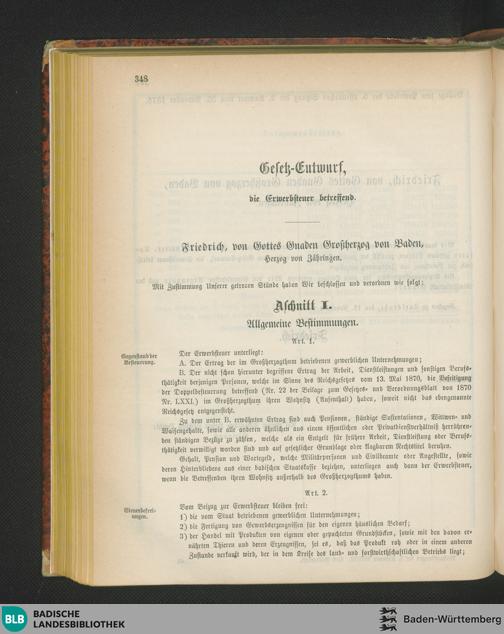 348
Gesetz-Entwurf,
die Erwerbsteuer betreffend.
Friedrich, von Gottes Gnaden Großherzog von Baden,
Herzog von Zähringen.
Mit Zustimmung Unserer getreuen Stände haben Wir beschlossen und verordnen wie folgt:
Aschnitt I.
Allgemeine Bestimmungen.
Art. 1.
Gegenstand der
Besteuerung.
Der Erwerbsteuer unterliegt:
A. Der Ertrag der im Großherzogthum betriebenen gewerblichen Unternehmungen;
B. Der nicht schon hierunter begriffene Ertrag der Arbeit, Dienstleistungen und sonstigen Berufs-
thätigkeit derjenigen Personen, welche im Sinne des Reichsgesetzes vom 13. Mai 1870, die Beseitigung
der Doppelbesteuerung betreffend (Nr. 22 der Beilage zum Gesetzes- und Verordnungsblatt von 1870
Nr. LXXI.) im Großherzogthum ihren Wohnsitz (Aufenthalt) haben, soweit nicht das ebengenannte
Reichsgesetz entgegensteht.
Zu dem unter B. erwähnten Ertrag sind auch Pensionen, ständige Sustentationen, Wittwen- und
Waisengehalte, sowie alle anderen ähnlichen aus einem öffentlichen oder Privatdienstverhältniß herrühren-
den ständigen Bezüge zu zählen, welche als ein Entgelt für frühere Arbeit, Dienstleistung oder Berufs-
thätigkeit verwilligt worden sind und auf gesetzlicher Grundlage oder klagbarem Rechtstitel beruhen.
Gehalt, Pension und Wartegeld, welche Militärpersonen und Civilbeamte oder Angestellte, sowie
deren Hinterbliebene aus einer badischen Staatskasse beziehen, unterliegen auch dann der Erwerbsteuer,
wenn die Betreffenden ihren Wohnsitz außerhalb des Großherzogthums haben.
Art. 2.
Steuerbefrei-
ungen.
Vom Beizug zur Erwerbsteuer bleiben frei:
1) die vom Staat betriebenen gewerblichen Unternehmungen;
2) die Fertigung von Gewerbserzeugnissen für den eigenen häuslichen Bedarf;
3) der Handel mit Produkten von eigenen oder gepachteten Grundstücken, sowie mit den davon er-
nährten Thieren und deren Erzeugnissen, sei es, daß das Produkt roh oder in einem anderen
Zustande verkauft wird, der in dem Kreise des land- und forstwirthschaftlichen Betriebs liegt;
BLB
BADISCHE
LANDESBIBLIOTHEK
Baden-Württemberg